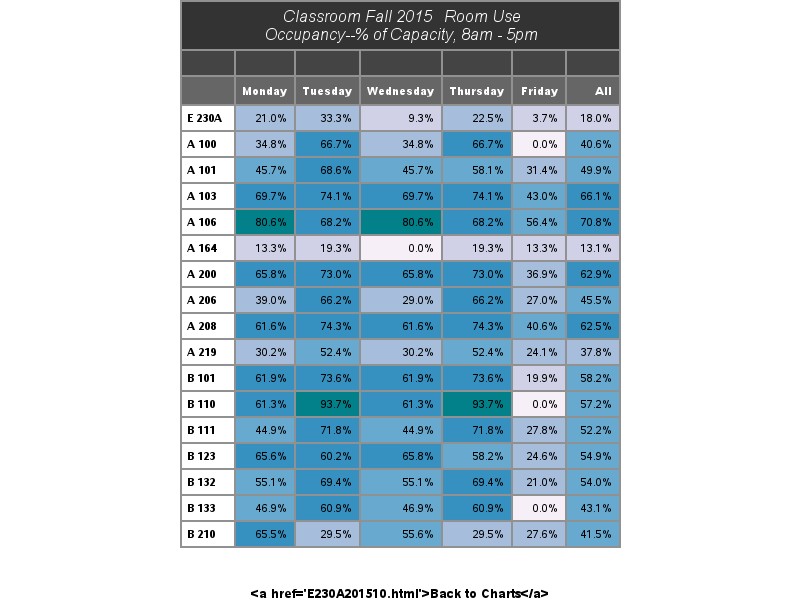 Classroom Fall 2015 Room Use
Occupancy--% of Capacity, 8am - 5pm
Monday Tuesday Wednesday Thursday Friday All
E 230A 21.0% 33.3% 9.3% 22.5% 3.7% 18.0%
A 100 34.8% 66.7% 34.8% 66.7% 0.0% 40.6%
A 101 45.7% 68.6% 45.7% 58.1% 31.4% 49.9%
A 103 69.7% 74.1% 69.7% 74.1% 43.0% 66.1%
A 106 80.6% 68.2% 80.6% 68.2% 56.4% 70.8%
A 164 13.3% 19.3% 0.0% 19.3% 13.3% 13.1%
A 200 65.8% 73.0% 65.8% 73.0% 36.9% 62.9%
A 206 39.0% 66.2% 29.0% 66.2% 27.0% 45.5%
A 208 61.6% 74.3% 61.6% 74.3% 40.6% 62.5%
A 219 30.2% 52.4% 30.2% 52.4% 24.1% 37.8%
B 101 61.9% 73.6% 61.9% 73.6% 19.9% 58.2%
B 110 61.3% 93.7% 61.3% 93.7% 0.0% 57.2%
B 111 44.9% 71.8% 44.9% 71.8% 27.8% 52.2%
B 123 65.6% 60.2% 65.8% 58.2% 24.6% 54.9%
B 132 55.1% 69.4% 55.1% 69.4% 21.0% 54.0%
B 133 46.9% 60.9% 46.9% 60.9% 0.0% 43.1%
B 210 65.5% 29.5% 55.6% 29.5% 27.6% 41.5%
<a href='E230A201510.html'>Back to Charts</a>